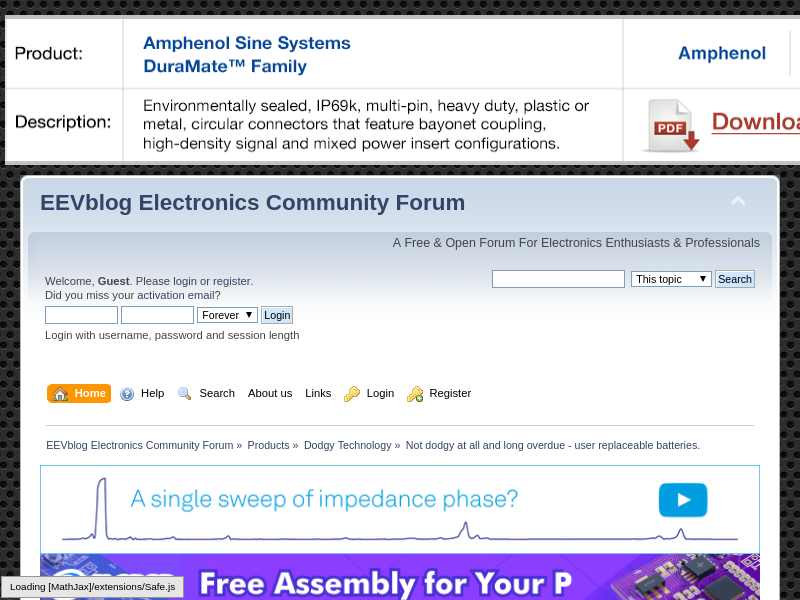 Product:
Amphenol Sine Systems
DuraMate™ Family
Amphenol
Description:
Environmentally sealed, IP69k, multi-pin, heavy duty, plastic or
metal, circular connectors that feature bayonet coupling,
high-density signal and mixed power insert configurations.
PDF
EEVblog Electronics Community Forum
A Free & Open Forum For Electronics Enthusiasts & Professionals
Welcome, Guest. Please login or register.
Did you miss your activation email?
This topic
Search
Forever
Login
Login with username, password and session length
Home
Help
Search
About us
Links
Login
Register
EEVblog Electronics Community Forum »
Products »
Dodgy Technology »
Not dodgy at all and long overdue - user replaceable batteries.
A single sweep of impedance phase?
Free Assembly for Your P
Loading [MathJax]/extensions/Safe.js